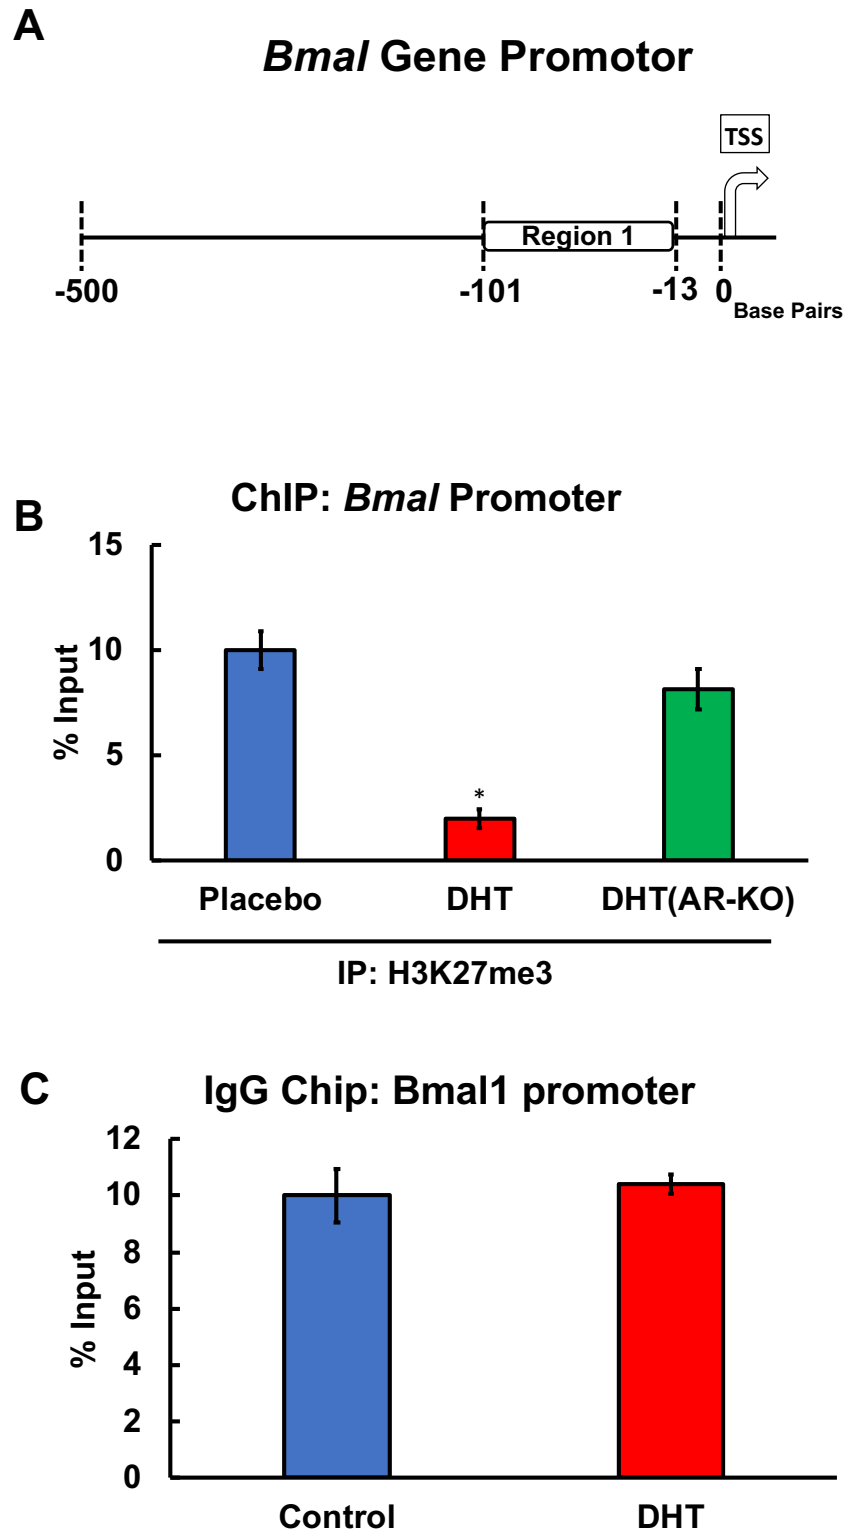 A
Bmal Gene Promotor
TSS
Region 1
-500
-101
-13
0
Base Pairs
B
ChIP: Bmal Promoter
15
10
5
0
% Input
*
Placebo
DHT
DHT(AR-KO)
IP: H3K27me3
C
IgG Chip: Bmal1 promoter
12
10
8
6
4
2
0
% Input
Control
DHT